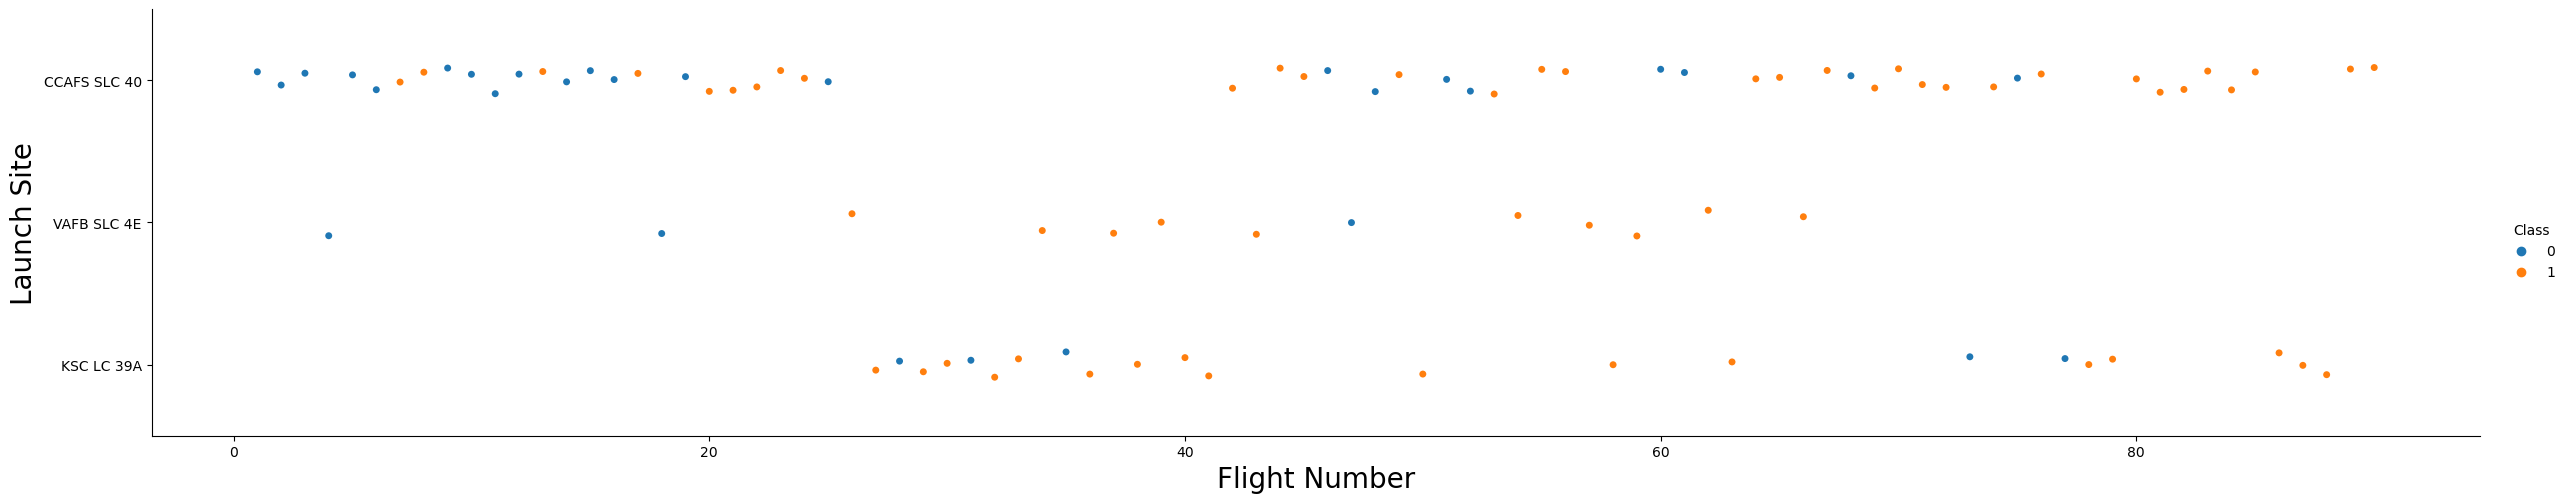 Launch Site
CCAFS SLC 40
VAFB SLC 4E
KSC LC 39A
0 20 40 60 80
Flight Number
Class
0
1